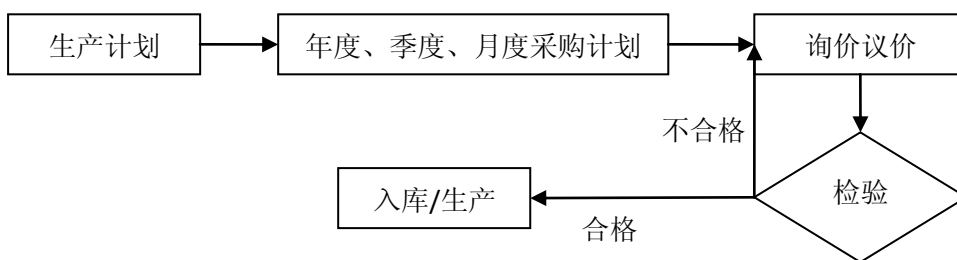 生产计划
年度、季度、月度采购计划
询价议价
不合格
检验
入库/生产
合格